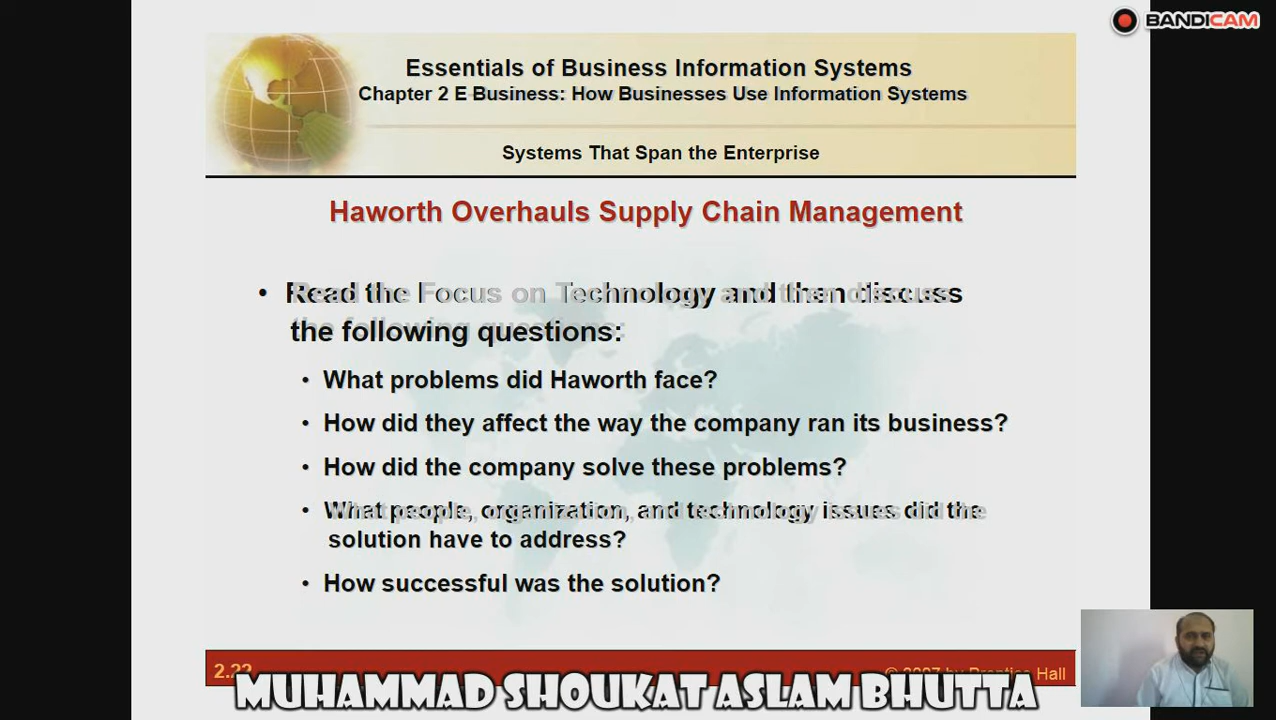 BANDICAM
Essentials of Business Information Systems
Chapter 2 E Business: How Businesses Use Information Systems
Systems That Span the Enterprise
Haworth Overhauls Supply Chain Management
• Read the Focus on Technology and then discuss
the following questions:
• What problems did Haworth face?
• How did they affect the way the company ran its business?
• How did the company solve these problems?
• What people, organization, and technology issues did the
solution have to address?
• How successful was the solution?
2.22
© 2007 by Prentice Hall
MUHAMMAD SHOUKAT ASLAM BHUTTA